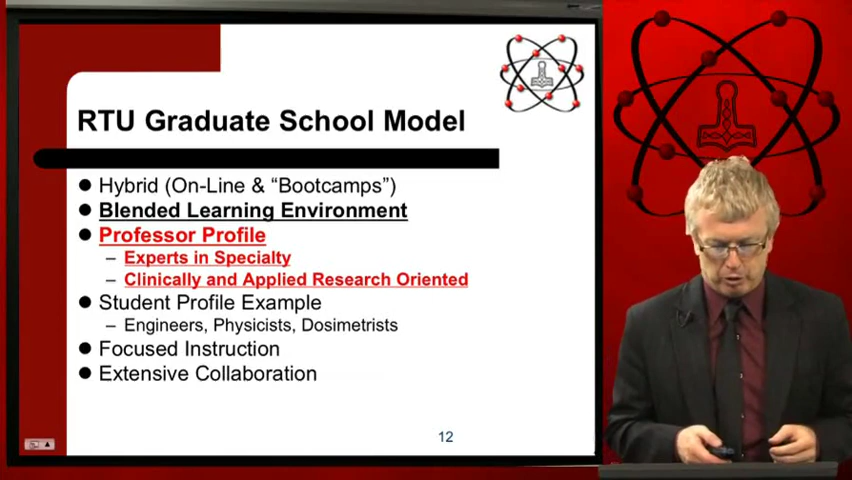 RTU Graduate School Model
Hybrid (On-Line & “Bootcamps”)
Blended Learning Environment
Professor Profile
– Experts in Specialty
– Clinically and Applied Research Oriented
Student Profile Example
– Engineers, Physicists, Dosimetrists
Focused Instruction
Extensive Collaboration
12